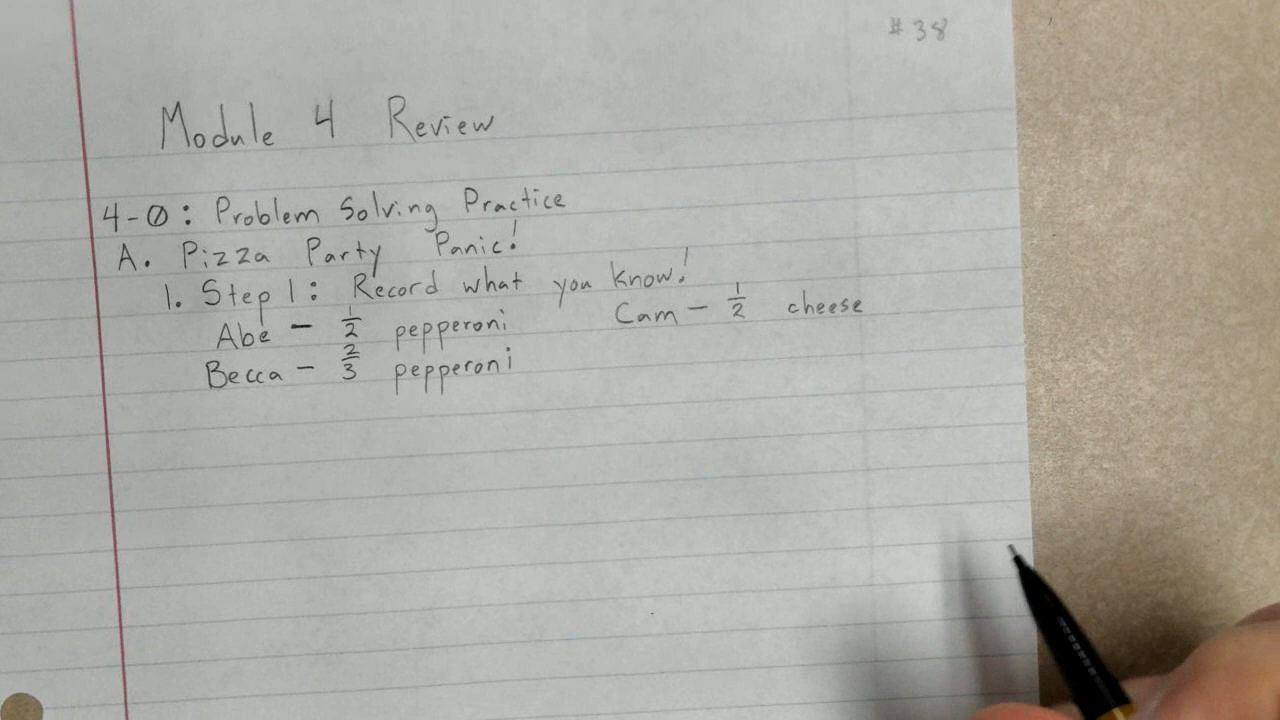 #38
Module 4 Review
4-0: Problem Solving Practice
A. Pizza Party Panic!
1. Step 1: Record what you know!
Abe - 1/2 pepperoni Cam - 1/2 cheese
Becca - 2/3 pepperoni